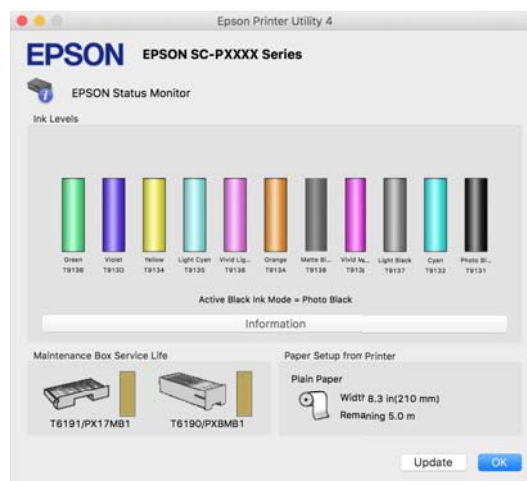 Epson Printer Utility 4
EPSON EPSON SC-PXXXX Series
EPSON Status Monitor
Ink Levels
Green Violet Yellow Light Cyan Vivid Lig... Orange Matte Bl... Vivid M... Light Black Cyan Photo Bl...
T913B T913D T9134 T9135 T9136 T913A T9138 T913 T9137 T9132 T9131
Active Black Ink Mode = Photo Black
Information
Maintenance Box Service Life
T6191/PX17MB1 T6190/PX8MB1
Paper Setup from Printer
Plain Paper
Width 8.3 in(210 mm)
Remaining 5.0 m
Update OK